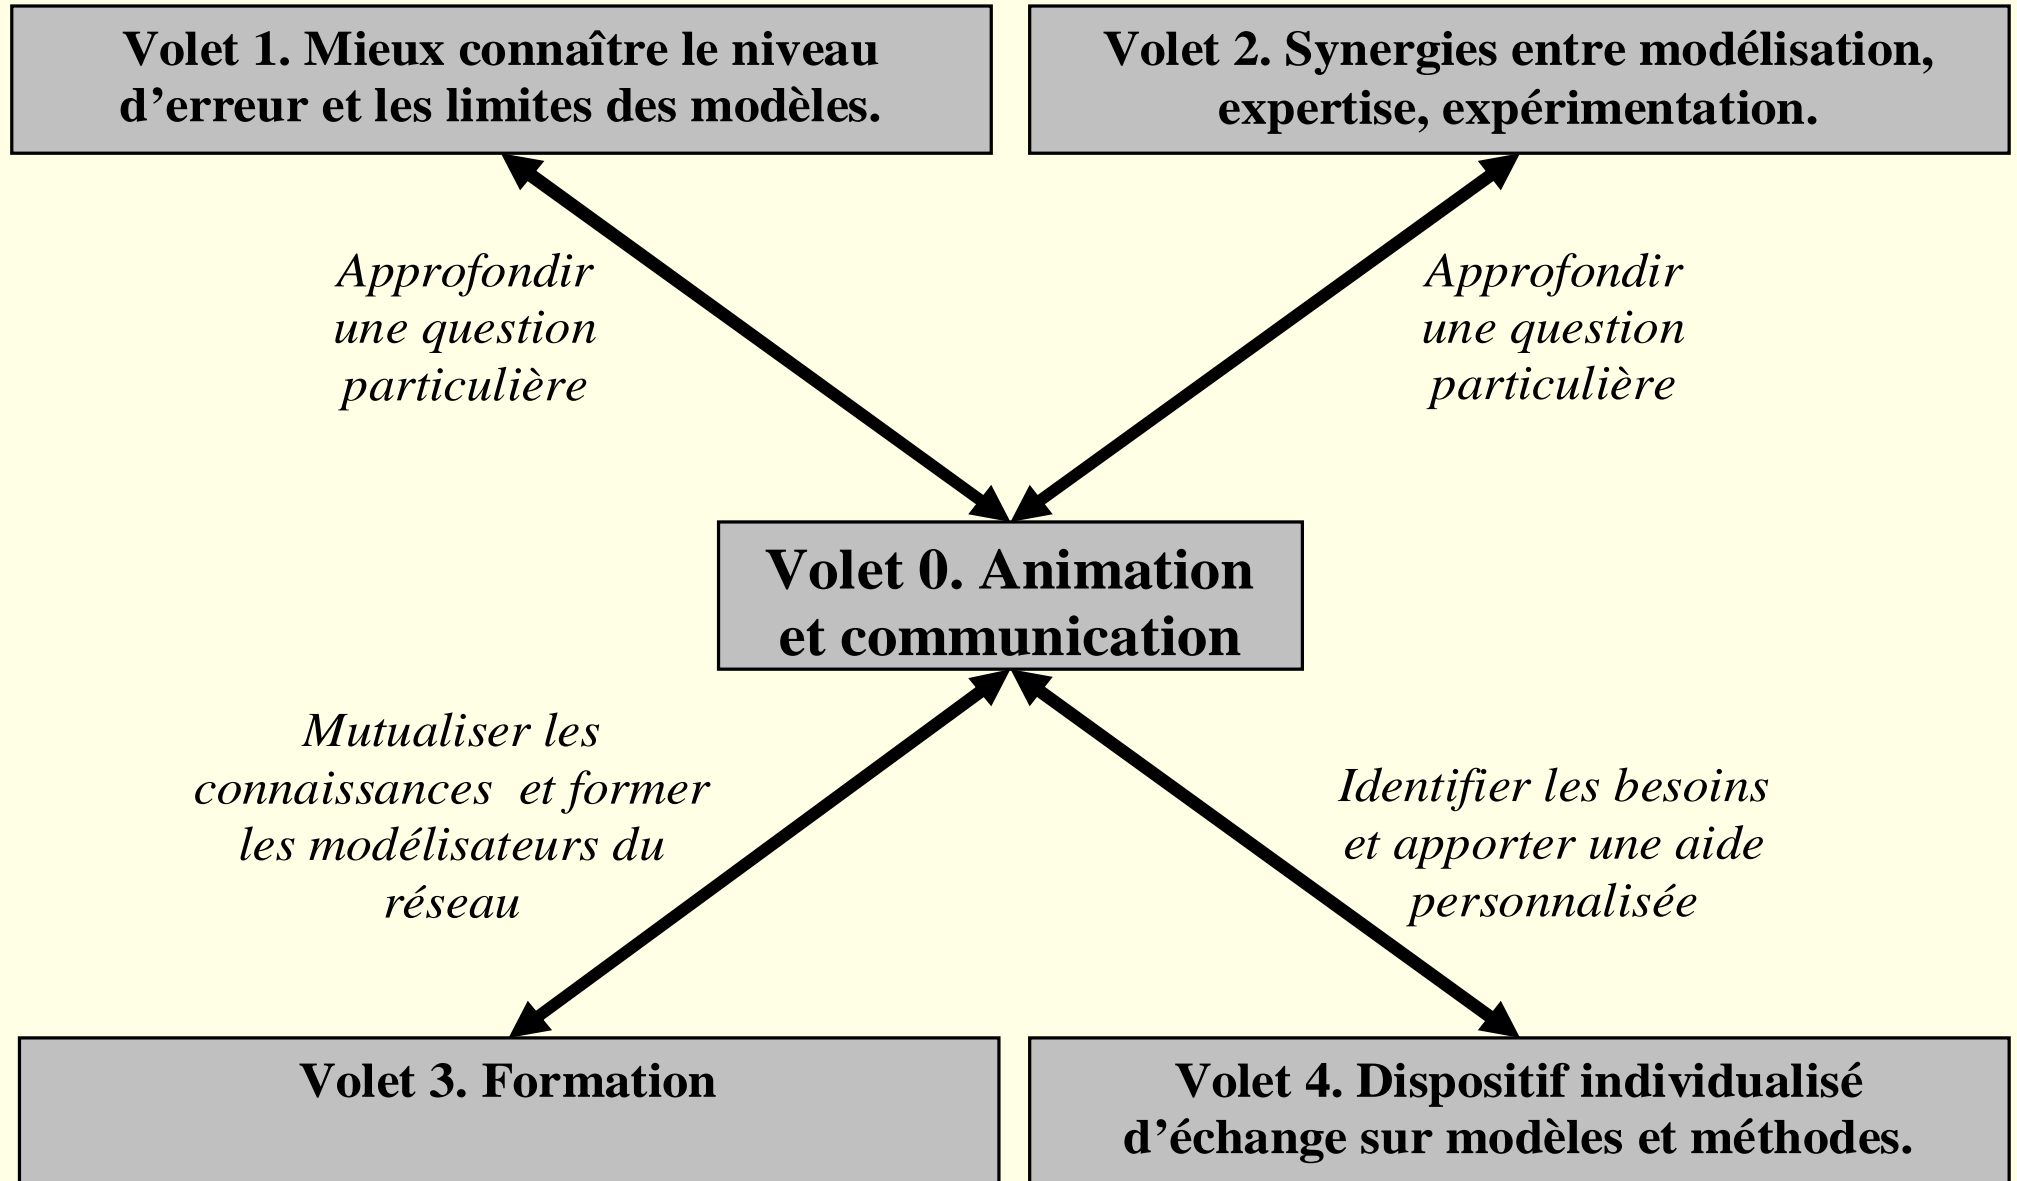 Volet 1. Mieux connaître le niveau
d’erreur et les limites des modèles.
Volet 2. Synergies entre modélisation,
expertise, expérimentation.
Approfondir
une question
particulière
Approfondir
une question
particulière
Volet 0. Animation
et communication
Mutualiser les
connaissances  et former
les modélisateurs du
réseau
Identifier les besoins
et apporter une aide
personnalisée
Volet 3. Formation
Volet 4. Dispositif individualisé
d’échange sur modèles et méthodes.